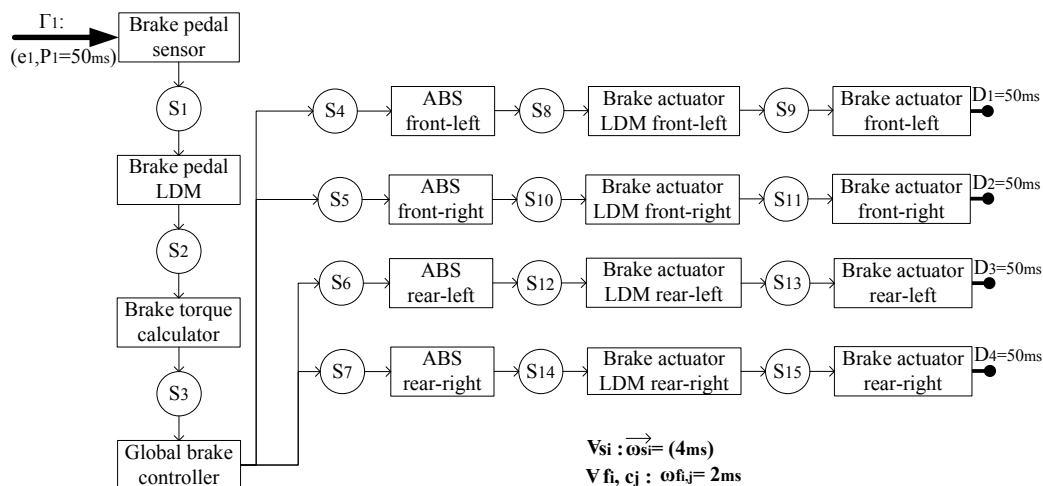 Γ1:
(e1,P1=50ms)
Brake pedal
sensor
S1
Brake pedal
LDM
S2
Brake torque
calculator
S3
Global brake
controller
S4
ABS
front-left
S8
Brake actuator
LDM front-left
S9
Brake actuator
front-left
D1=50ms
S5
ABS
front-right
S10
Brake actuator
LDM front-right
S11
Brake actuator
front-right
D2=50ms
S6
ABS
rear-left
S12
Brake actuator
LDM rear-left
S13
Brake actuator
rear-left
D3=50ms
S7
ABS
rear-right
S14
Brake actuator
LDM rear-right
S15
Brake actuator
rear-right
D4=50ms
∀si : ωsi= (4ms)
∀ fi, cj : ωfi,j= 2ms